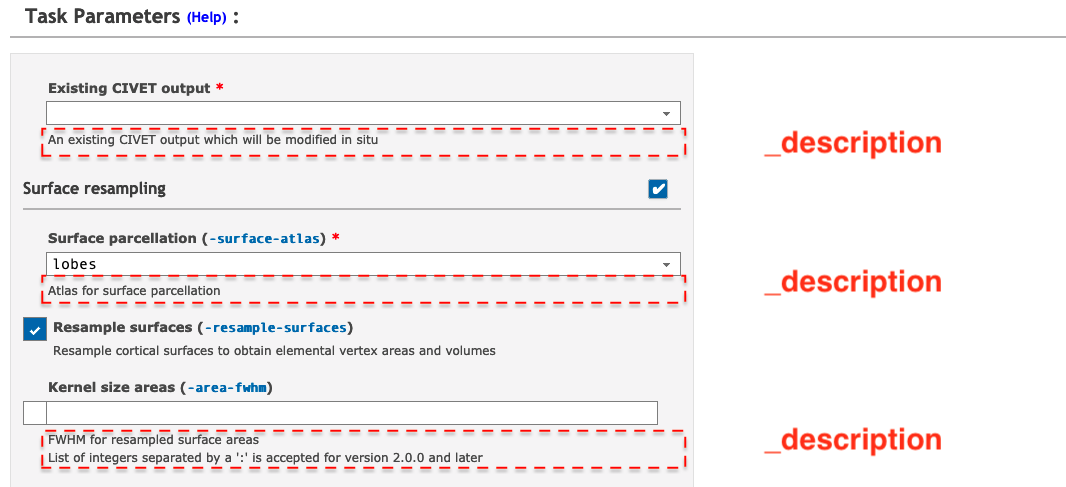 Task Parameters (Help) :
Existing CIVET output *
An existing CIVET output which will be modified in situ
_description
Surface resampling
Surface parcellation (-surface-atlas) *
lobes
Atlas for surface parcellation
_description
Resample surfaces (-resample-surfaces)
Resample cortical surfaces to obtain elemental vertex areas and volumes
Kernel size areas (-area-fwhm)
FWHM for resampled surface areas
List of integers separated by a ':' is accepted for version 2.0.0 and later
_description